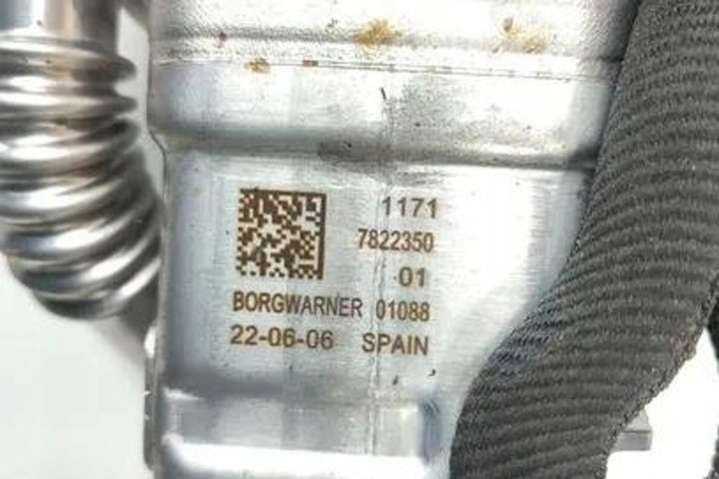 1171
7822350
01
BORGWARNER 01088
22-06-06 SPAIN